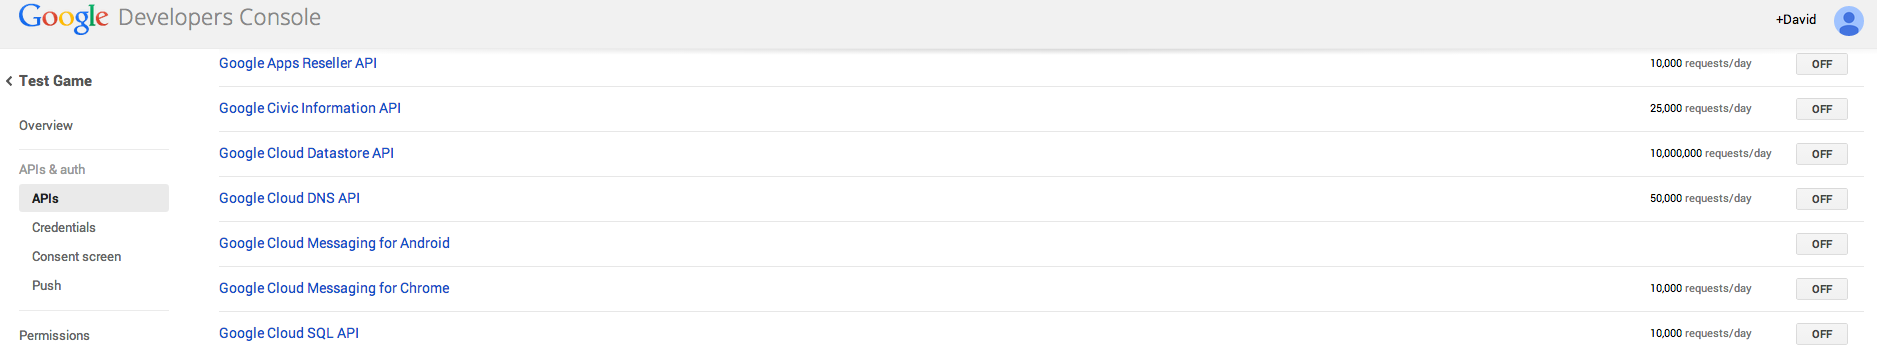 Google Developers Console
+David
Test Game
Overview
APIs & auth
APIs
Credentials
Consent screen
Push
Permissions
Google Apps Reseller API 10,000 requests/day OFF
Google Civic Information API 25,000 requests/day OFF
Google Cloud Datastore API 10,000,000 requests/day OFF
Google Cloud DNS API 50,000 requests/day OFF
Google Cloud Messaging for Android OFF
Google Cloud Messaging for Chrome 10,000 requests/day OFF
Google Cloud SQL API 10,000 requests/day OFF